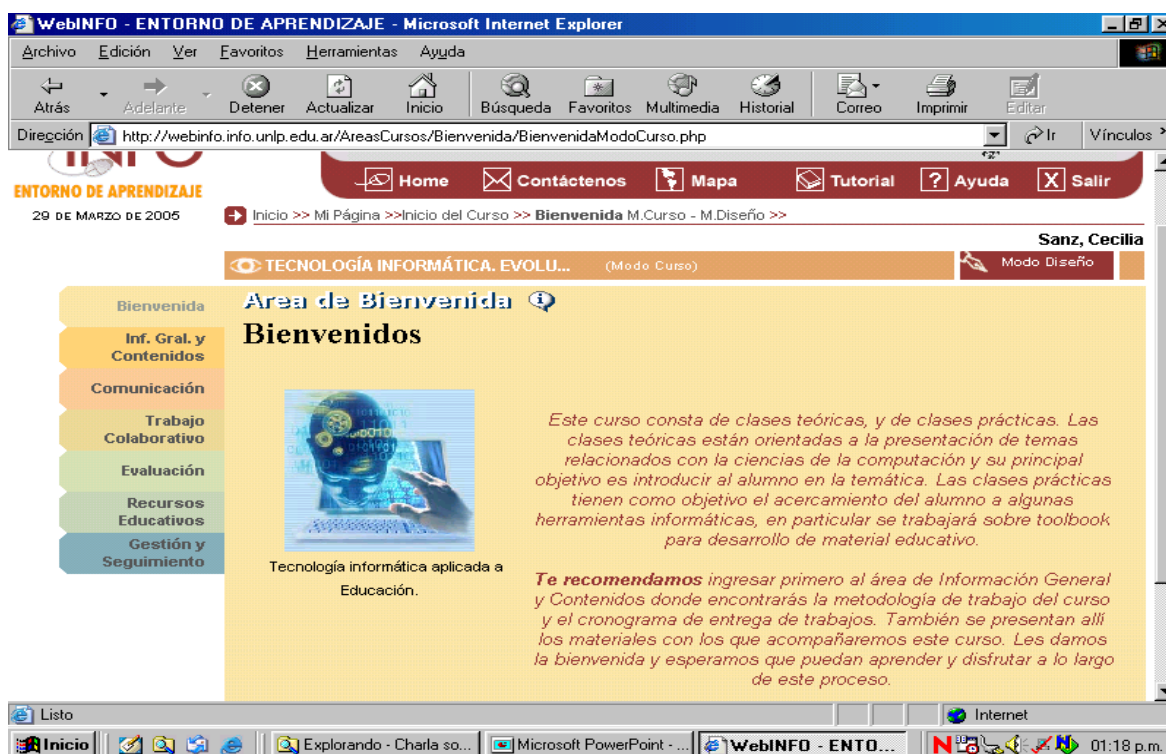 WebINFO - ENTORNO DE APRENDIZAJE - Microsoft Internet Explorer
Archivo Edición Ver Favoritos Herramientas Ayuda
Atrás Adelante Detener Actualizar Inicio Búsqueda Favoritos Multimedia Historial Correo Imprimir Editar
Dirección http://webinfo.info.unlp.edu.ar/AreasCursos/Bienvenida/BienvenidaModoCurso.php Ir Vínculos
INFO
Home Contáctenos Mapa Tutorial ? Ayuda X Salir
ENTORNO DE APRENDIZAJE
29 DE MARZO DE 2005
Inicio >> Mi Página >>Inicio del Curso >> Bienvenida M.Curso - M.Diseño >>
Sanz, Cecilia
TECNOLOGÍA INFORMÁTICA. EVOLU... (Modo Curso) Modo Diseño
Bienvenida
Inf. Gral. y
Contenidos
Comunicación
Trabajo
Colaborativo
Evaluación
Recursos
Educativos
Gestión y
Seguimiento
Area de Bienvenida
Bienvenidos
Tecnología informática aplicada a
Educación.
Este curso consta de clases teóricas, y de clases prácticas. Las
clases teóricas están orientadas a la presentación de temas
relacionados con la ciencias de la computación y su principal
objetivo es introducir al alumno en la temática. Las clases prácticas
tienen como objetivo el acercamiento del alumno a algunas
herramientas informáticas, en particular se trabajará sobre toolbook
para desarrollo de material educativo.
Te recomendamos ingresar primero al área de Información General
y Contenidos donde encontrarás la metodología de trabajo del curso
y el cronograma de entrega de trabajos. También se presentan allí
los materiales con los que acompañaremos este curso. Les damos
la bienvenida y esperamos que puedan aprender y disfrutar a lo largo
de este proceso.
Listo Internet
Inicio Explorando - Charla so... Microsoft PowerPoint - ... WebINFO - ENTO... 01:18 p.m.